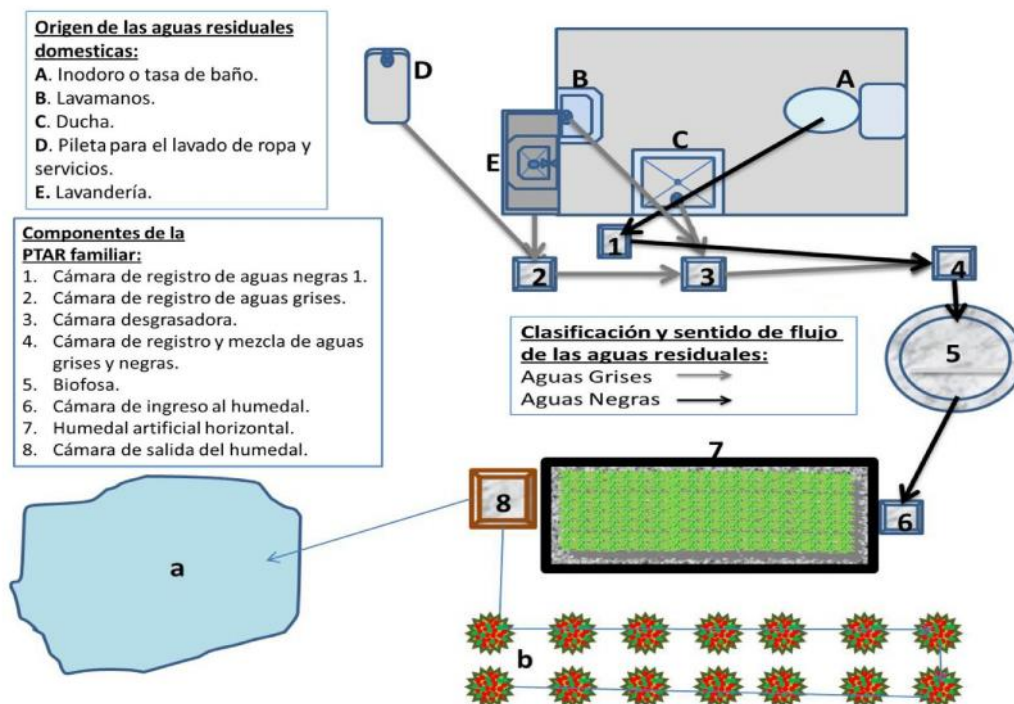 Origen de las aguas residuales
domesticas:
A. Inodoro o tasa de baño.
B. Lavamanos.
C. Ducha.
D. Pileta para el lavado de ropa y
servicios.
E. Lavandería.
Componentes de la
PTAR familiar:
1. Cámara de registro de aguas negras 1.
2. Cámara de registro de aguas grises.
3. Cámara desgrasadora.
4. Cámara de registro y mezcla de aguas
grises y negras.
5. Biofosa.
6. Cámara de ingreso al humedal.
7. Humedal artificial horizontal.
8. Cámara de salida del humedal.
D
B
A
E
C
1
2
3
4
Clasificación y sentido de flujo
de las aguas residuales:
Aguas Grises
Aguas Negras
5
7
8
6
a
b